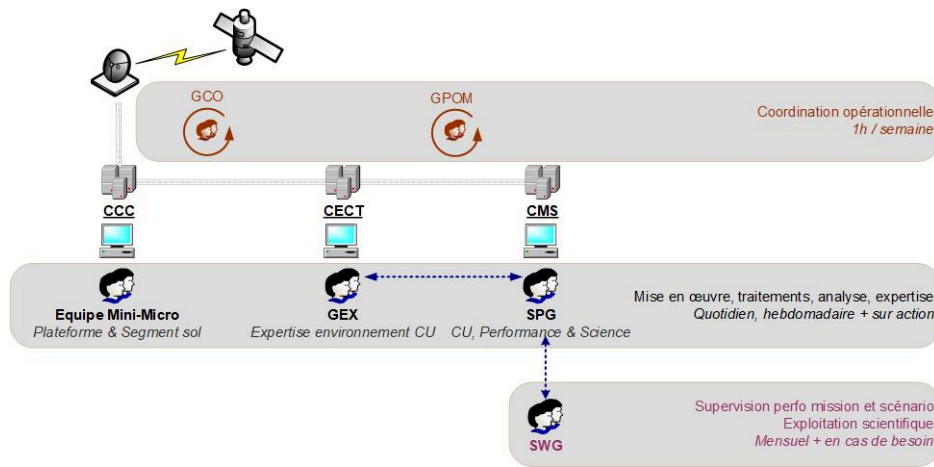 GCO
GPOM
Coordination opérationnelle
1h / semaine
CCC
CECT
CMS
Equipe Mini-Micro
Plateforme & Segment sol
GEX
Expertise environnement CU
SPG
CU, Performance & Science
Mise en œuvre, traitements, analyse, expertise
Quotidien, hebdomadaire + sur action
SWG
Supervision perfo mission et scénario
Exploitation scientifique
Mensuel + en cas de besoin